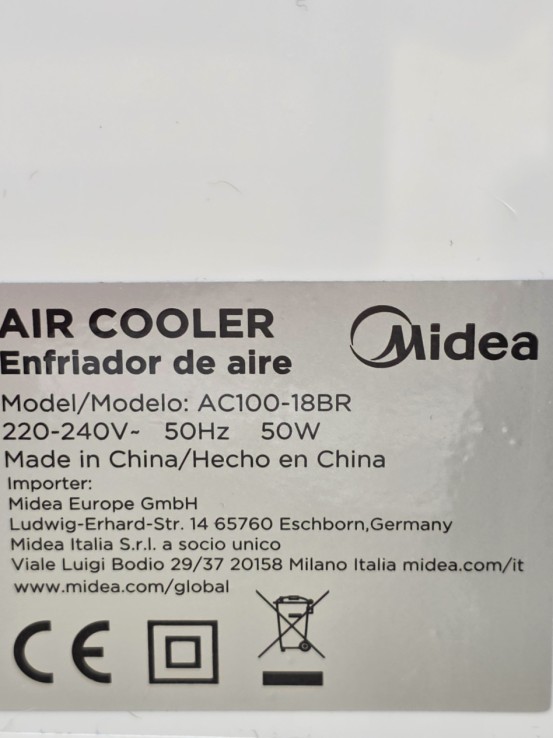 AIR COOLER
Enfriador de aire
Midea
Model/Modelo: AC100-18BR
220-240V~ 50Hz 50W
Made in China/Hecho en China
Importer:
Midea Europe GmbH
Ludwig-Erhard-Str. 14 65760 Eschborn,Germany
Midea Italia S.r.l. a socio unico
Viale Luigi Bodio 29/37 20158 Milano Italia midea.com/it
www.midea.com/global
CE